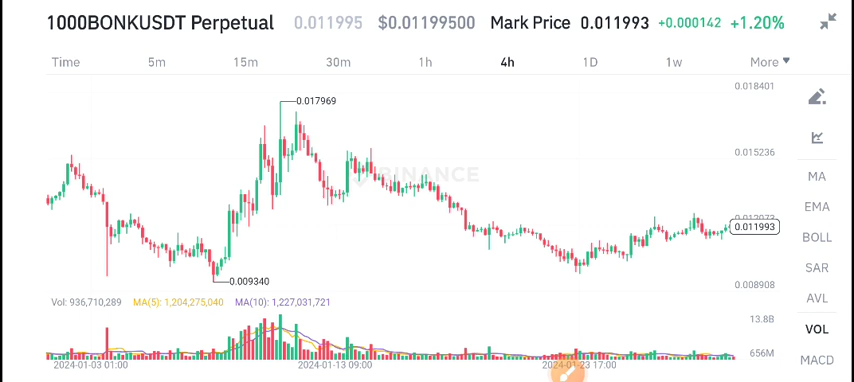 1000BONKUSDT Perpetual 0.011995 $0.01199500 Mark Price 0.011993 +0.000142 +1.20%
Time 5m 15m 30m 1h 4h 1D 1w More
0.018401
0.017969
0.015236
BINANCE
MA
EMA
0.011993
BOLL
SAR
0.009340
0.008908
AVL
Vol: 936,710,289 MA(5): 1,204,275,040 MA(10): 1,227,031,721
13.8B
VOL
656M
MACD
2024-01-03 01:00 2024-01-13 09:00 2024-01-23 17:00